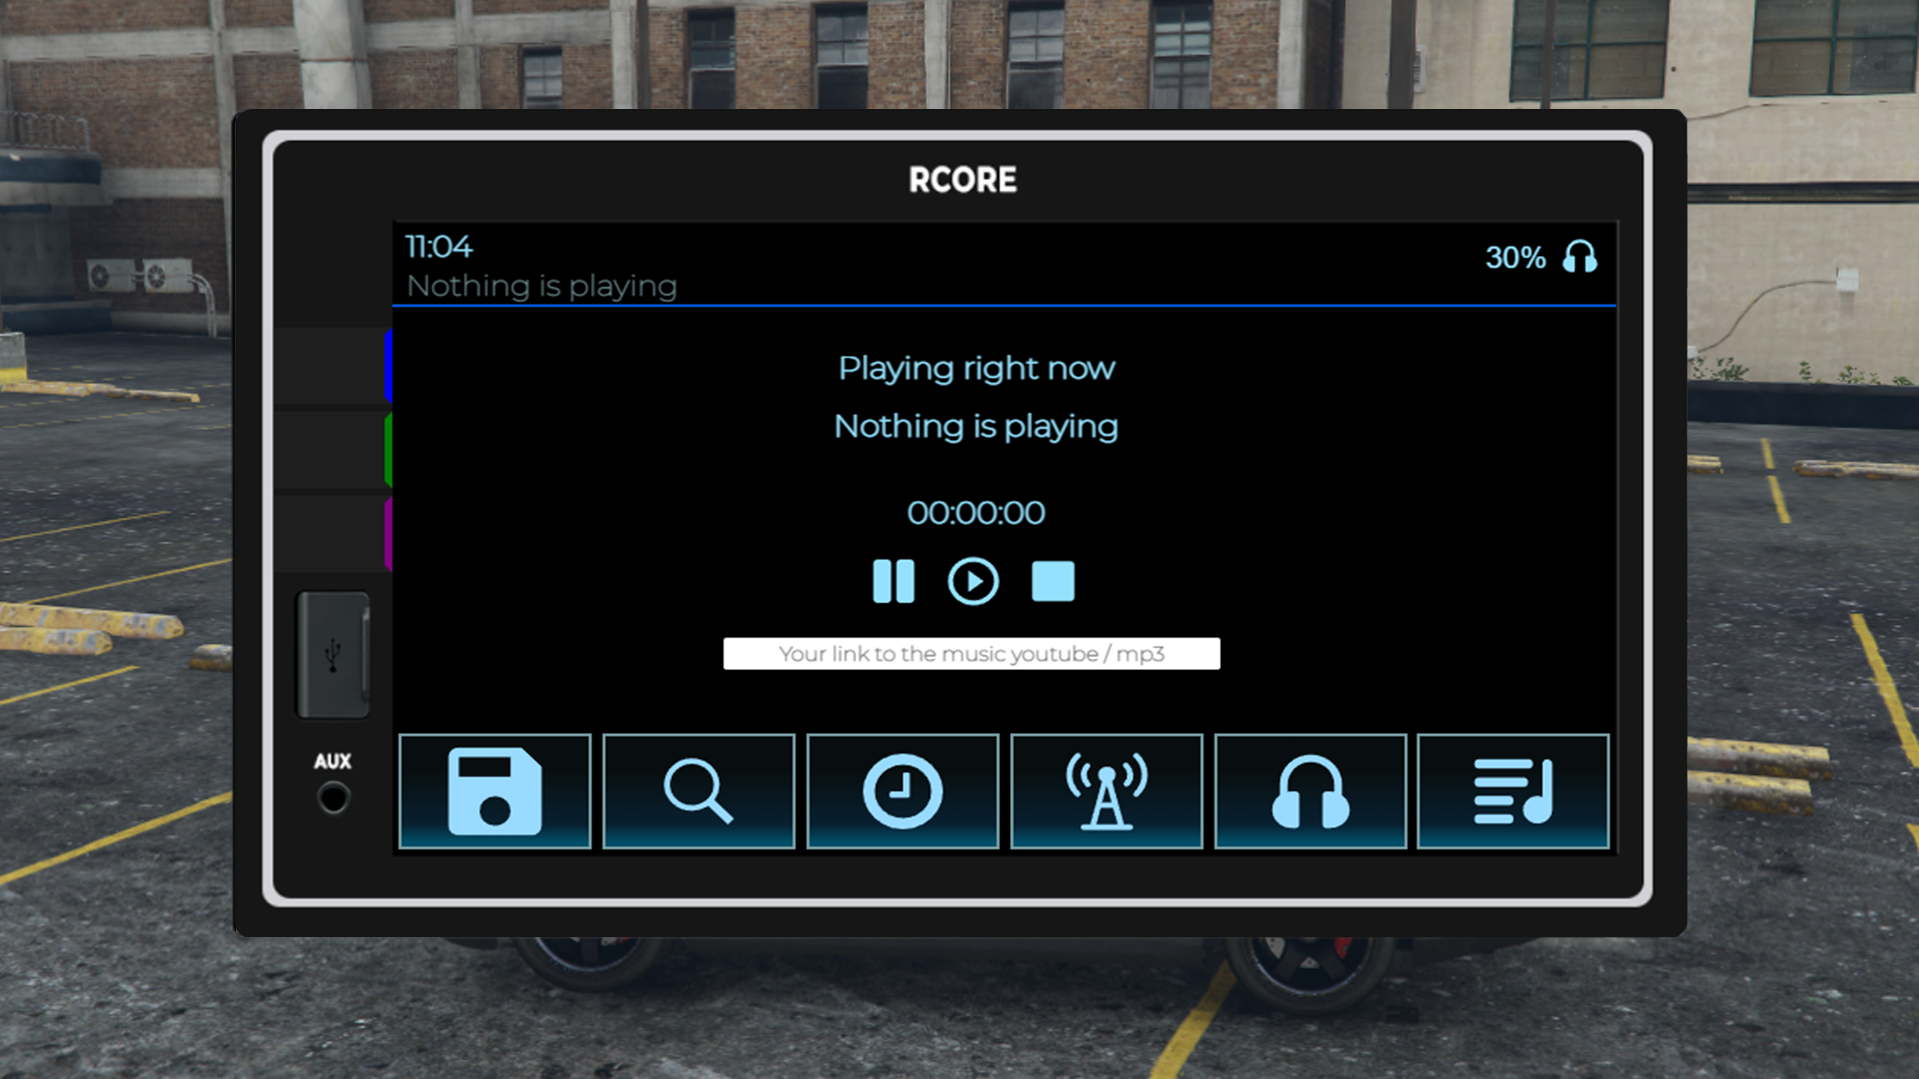 RCORE
11:04
30%
Nothing is playing
Playing right now
Nothing is playing
00:00:00
Your link to the music youtube / mp3
AUX